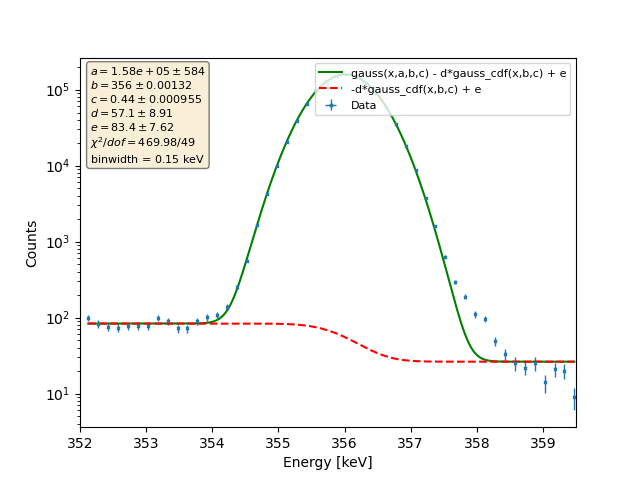 a = 1.58e + 05 ± 584
b = 356 ± 0.00132
c = 0.44 ± 0.000955
d = 57.1 ± 8.91
e = 83.4 ± 7.62
χ²/dof = 469.98/49
binwidth = 0.15 keV
gauss(x,a,b,c) - d*gauss_cdf(x,b,c) + e
-d*gauss_cdf(x,b,c) + e
Data
10⁵
10⁴
10³
10²
10¹
Counts
352 353 354 355 356 357 358 359
Energy [keV]